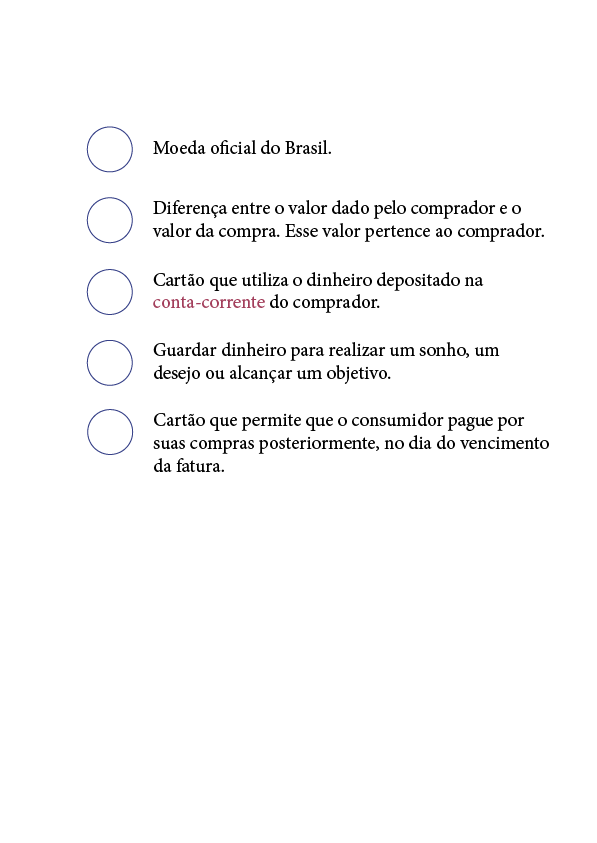 Moeda oficial do Brasil.
Diferença entre o valor dado pelo comprador e o
valor da compra. Esse valor pertence ao comprador.
Cartão que utiliza o dinheiro depositado na
conta-corrente do comprador.
Guardar dinheiro para realizar um sonho, um
desejo ou alcançar um objetivo.
Cartão que permite que o consumidor pague por
suas compras posteriormente, no dia do vencimento
da fatura.